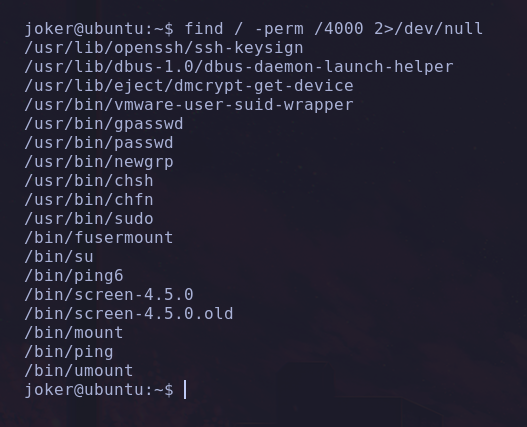 joker@ubuntu:~$ find / -perm /4000 2>/dev/null
/usr/lib/openssh/ssh-keysign
/usr/lib/dbus-1.0/dbus-daemon-launch-helper
/usr/lib/eject/dmcrypt-get-device
/usr/bin/vmware-user-suid-wrapper
/usr/bin/gpasswd
/usr/bin/passwd
/usr/bin/newgrp
/usr/bin/chsh
/usr/bin/chfn
/usr/bin/sudo
/bin/fusermount
/bin/su
/bin/ping6
/bin/screen-4.5.0
/bin/screen-4.5.0.old
/bin/mount
/bin/ping
/bin/umount
joker@ubuntu:~$